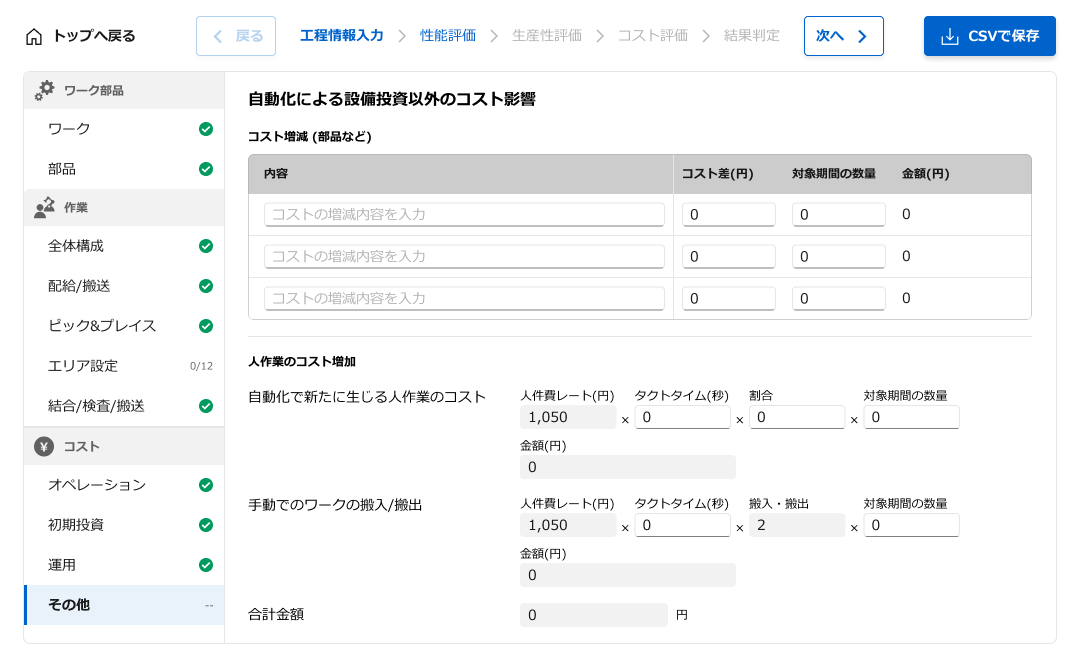 トップへ戻る 戻る 工程情報入力 性能評価 生産性評価 コスト評価 結果判定 次へ CSVで保存
ワーク部品
ワーク
部品
作業
全体構成
配給/搬送
ピック&プレイス
エリア設定 0/12
結合/検査/搬送
¥ コスト
オペレーション
初期投資
運用
その他 --
自動化による設備投資以外のコスト影響
コスト増減 (部品など)
内容 コスト差(円) 対象期間の数量 金額(円)
コストの増減内容を入力 0 0 0
コストの増減内容を入力 0 0 0
コストの増減内容を入力 0 0 0
人作業のコスト増加
自動化で新たに生じる人作業のコスト
人件費レート(円) タクトタイム(秒) 割合 対象期間の数量
1,050 × 0 × 0 × 0
金額(円)
0
手動でのワークの搬入/搬出
人件費レート(円) タクトタイム(秒) 搬入・搬出 対象期間の数量
1,050 × 0 × 2 × 0
金額(円)
0
合計金額 0 円